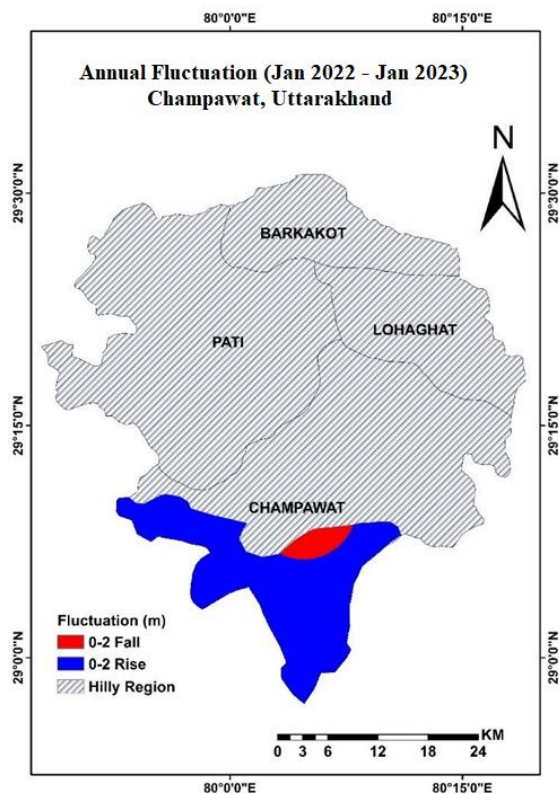 80°0'0"E
80°15'0"E
Annual Fluctuation (Jan 2022 - Jan 2023)
Champawat, Uttarakhand
N
29°30'0"N
29°30'0"N
BARKAKOT
LOHAGHAT
PATI
29°15'0"N
29°15'0"N
CHAMPAWAT
Fluctuation (m)
0-2 Fall
0-2 Rise
Hilly Region
29°0'0"N
29°0'0"N
KM
0 3 6 12 18 24
80°0'0"E
80°15'0"E